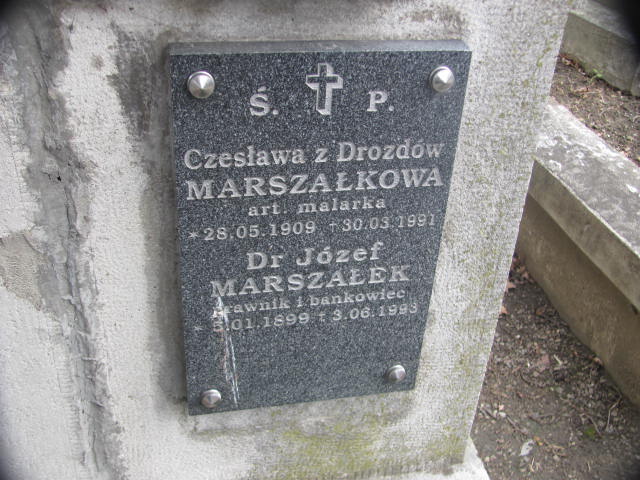 Ś. P.
Czesława z Drozdów
MARSZAŁKOWA
art. malarka
*28.05.1909 †30.03.1991
Dr Józef
MARSZAŁEK
prawnik i bankowiec
*5.01.1899 †3.06.1993